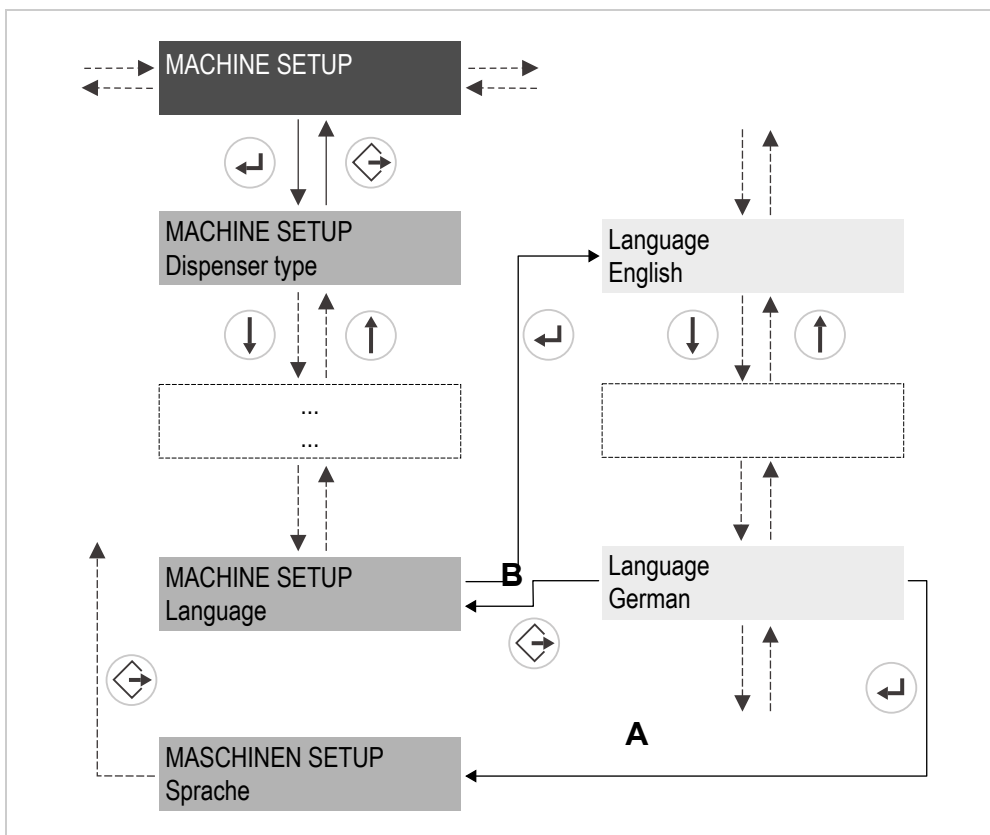 MACHINE SETUP
MACHINE SETUP
Dispenser type
Language
English
...
...
MACHINE SETUP
Language
B
Language
German
A
MASCHINEN SETUP
Sprache